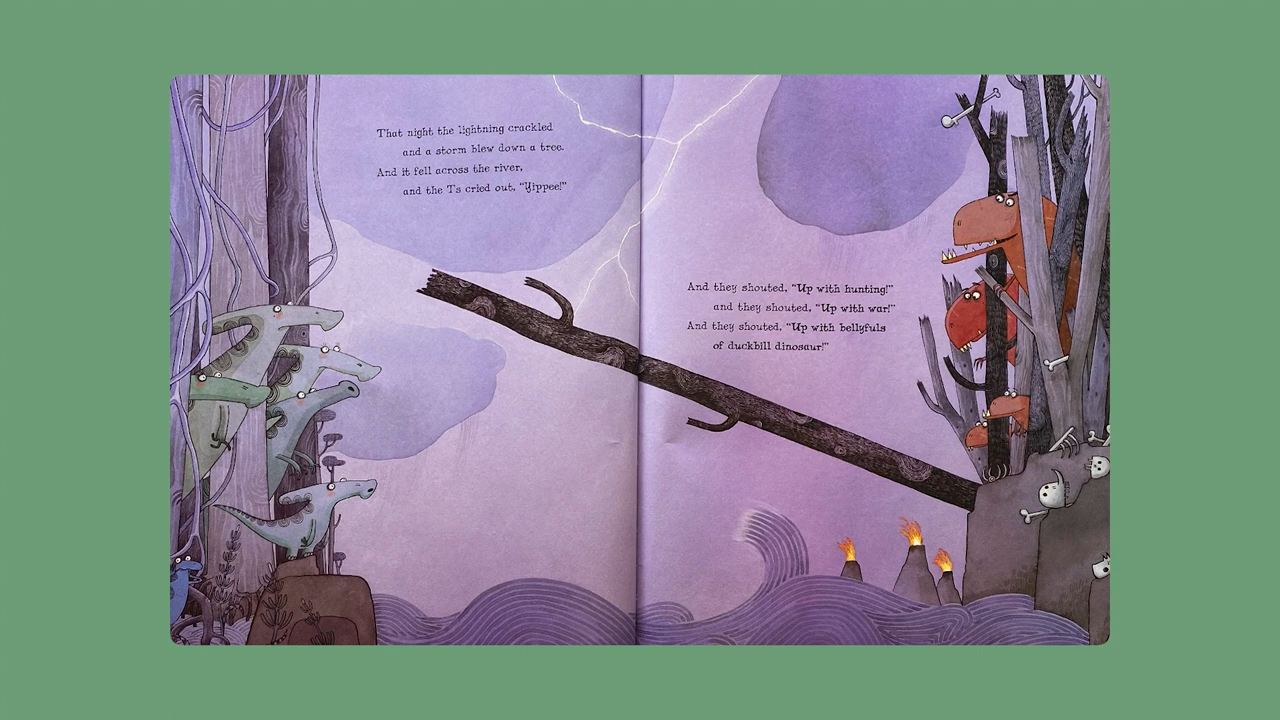 That night the lightning crackled
and a storm blew down a tree.
And it fell across the river,
and the Ts cried out, “Yippee!”
And they shouted, “Up with hunting!”
and they shouted, “Up with war!”
And they shouted, “Up with bellyfuls
of duckbill dinosaur!”